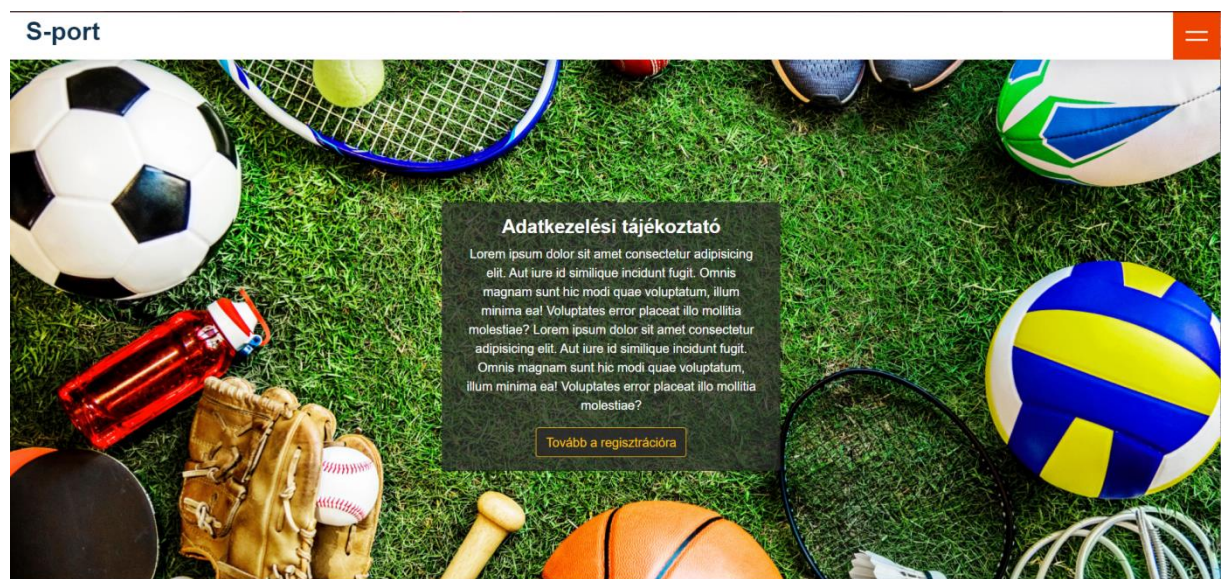 S-port
Adatkezelési tájékoztató
Lorem ipsum dolor sit amet consectetur adipisicing
elit. Aut iure id similique incidunt fugit. Omnis
magnam sunt hic modi quae voluptatum, illum
minima ea! Voluptates error placeat illo mollitia
molestiae? Lorem ipsum dolor sit amet consectetur
adipisicing elit. Aut iure id similique incidunt fugit.
Omnis magnam sunt hic modi quae voluptatum,
illum minima ea! Voluptates error placeat illo mollitia
molestiae?
Tovább a regisztrációra